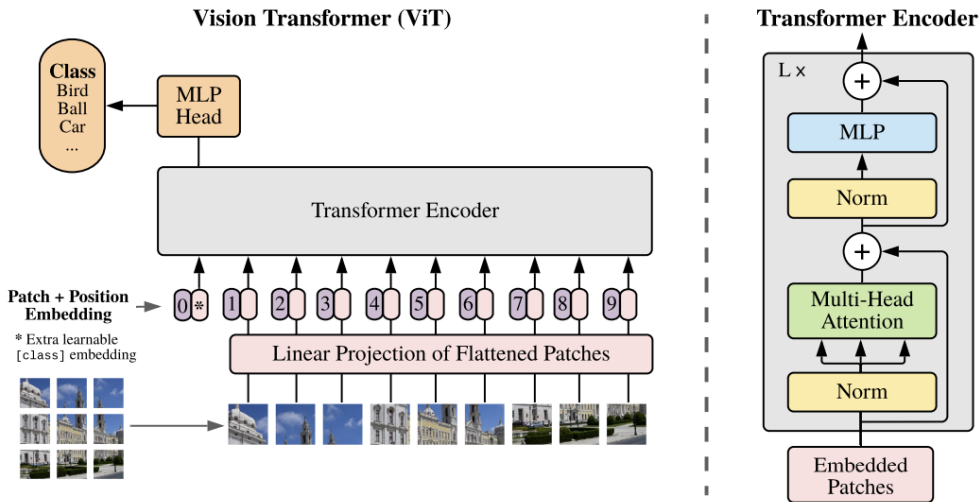 Vision Transformer (ViT)
Class
Bird
Ball
Car
...
MLP
Head
Transformer Encoder
Patch + Position
Embedding
0 * 1 2 3 4 5 6 7 8 9
* Extra learnable
[class] embedding
Linear Projection of Flattened Patches
Transformer Encoder
L x
+
MLP
Norm
+
Multi-Head
Attention
Norm
Embedded
Patches